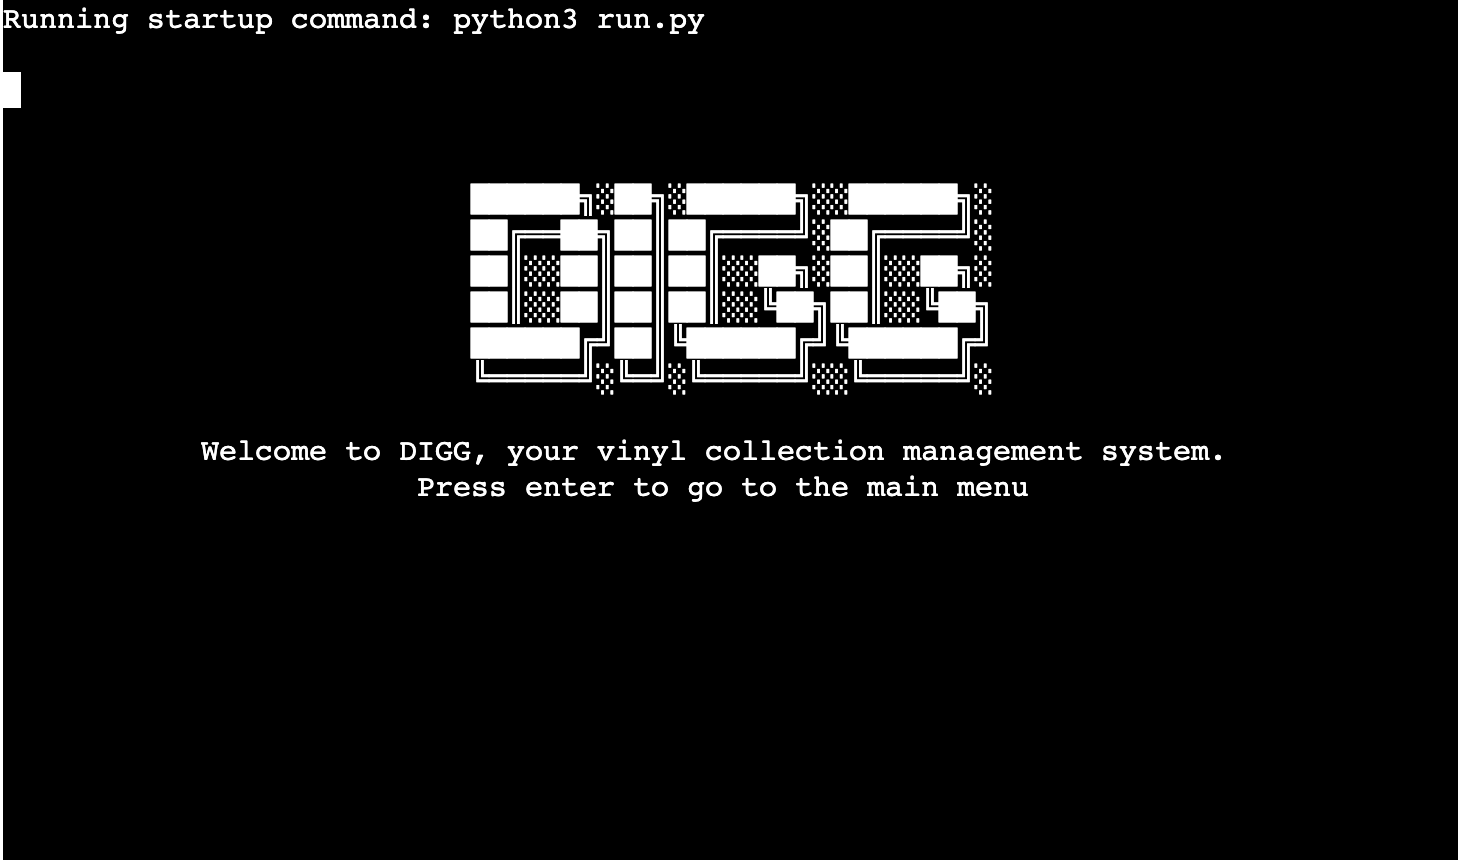 Running startup command: python3 run.py
DIGG
Welcome to DIGG, your vinyl collection management system.
Press enter to go to the main menu